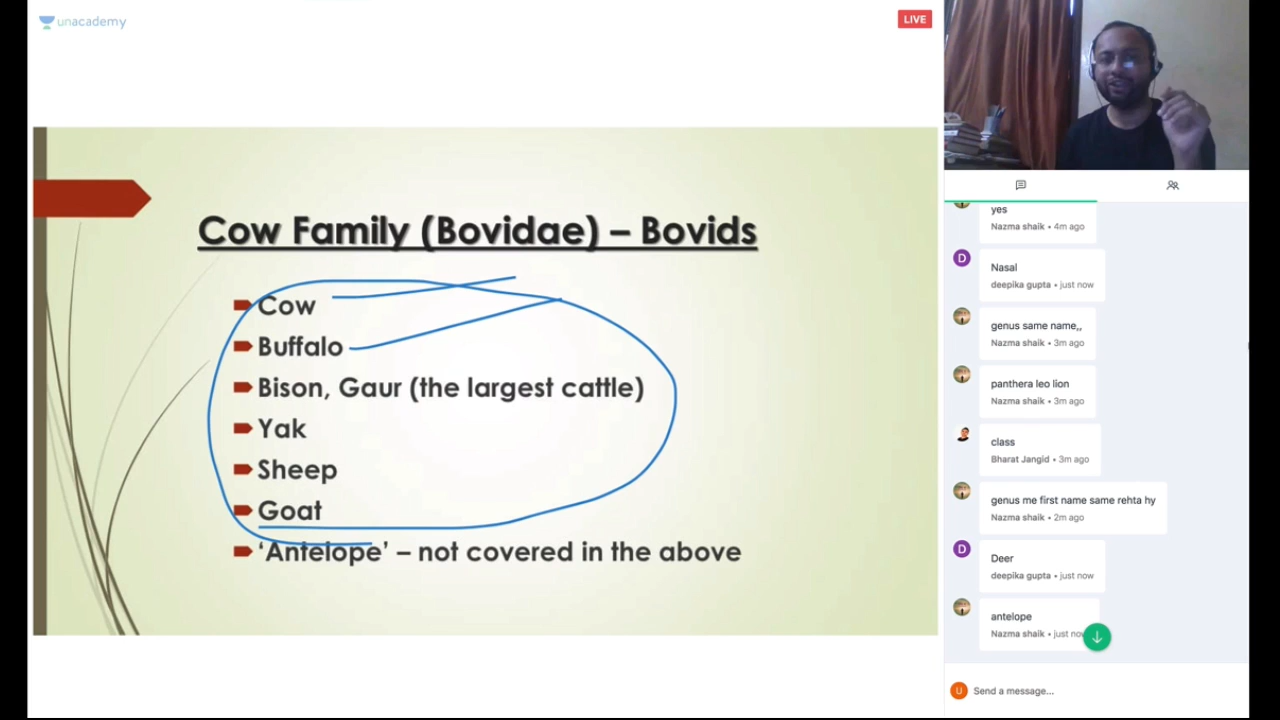 unacademy
LIVE
Cow Family (Bovidae) – Bovids
Cow
Buffalo
Bison, Gaur (the largest cattle)
Yak
Sheep
Goat
‘Antelope’ – not covered in the above
yes
Nazma shaik • 4m ago
D
Nasal
deepika gupta • just now
genus same name,,
Nazma shaik • 3m ago
panthera leo lion
Nazma shaik • 3m ago
class
Bharat Jangid • 3m ago
genus me first name same rehta hy
Nazma shaik • 2m ago
D
Deer
deepika gupta • just now
antelope
Nazma shaik • just now
U
Send a message...